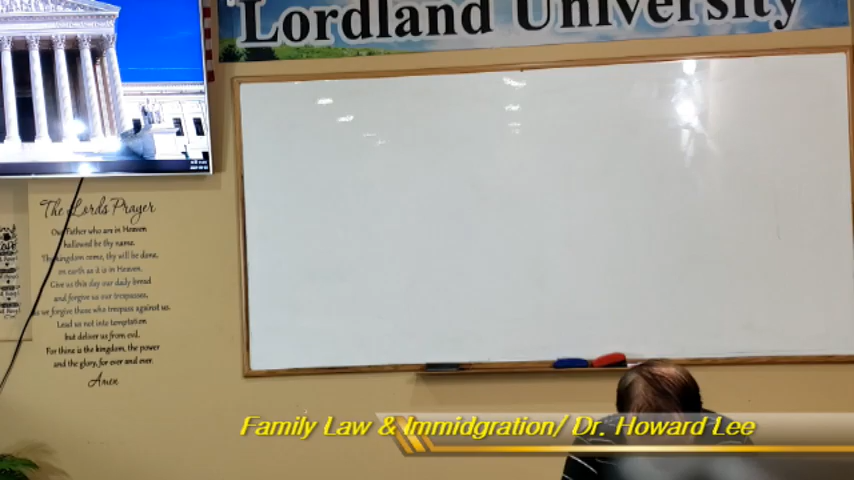 Lordland University
The Lords Prayer
Our Father who are in Heaven
hallowed be thy name.
Thy kingdom come, thy will be done,
on earth as it is in Heaven.
Give us this day our daily bread
and forgive us our trespasses,
as we forgive those who trespass against us.
Lead us not into temptation
but deliver us from evil.
For thine is the kingdom, the power
and the glory, for ever and ever.
Amen
Family Law & Immidgration/ Dr. Howard Lee